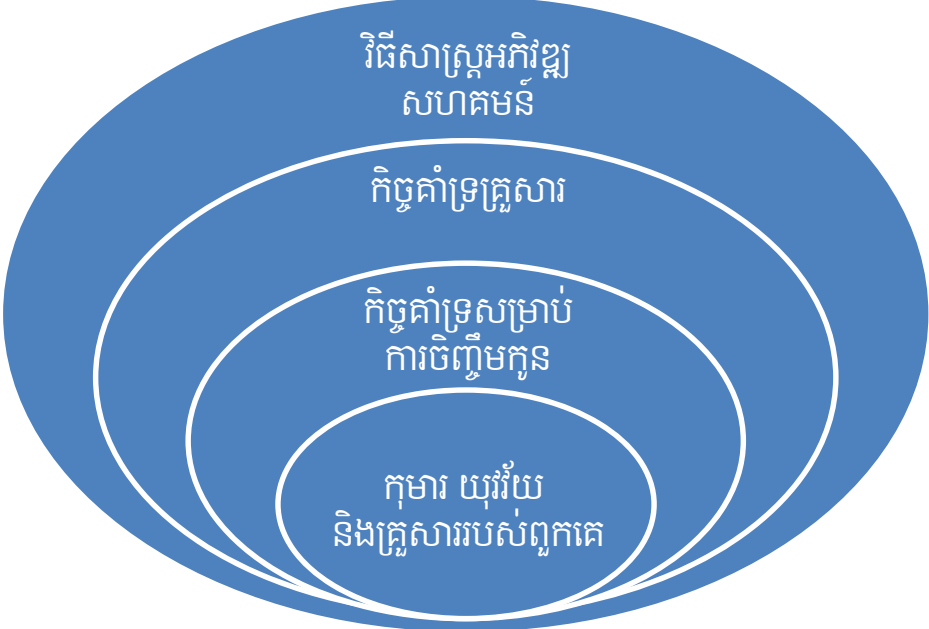 វិធីសាស្ត្រអភិវឌ្ឍ
សហគមន៍
កិច្ចគាំទ្រគ្រួសារ
កិច្ចគាំទ្រសម្រាប់
ការចិញ្ចឹមកូន
កុមារ យុវវ័យ
និងគ្រួសាររបស់ពួកគេ